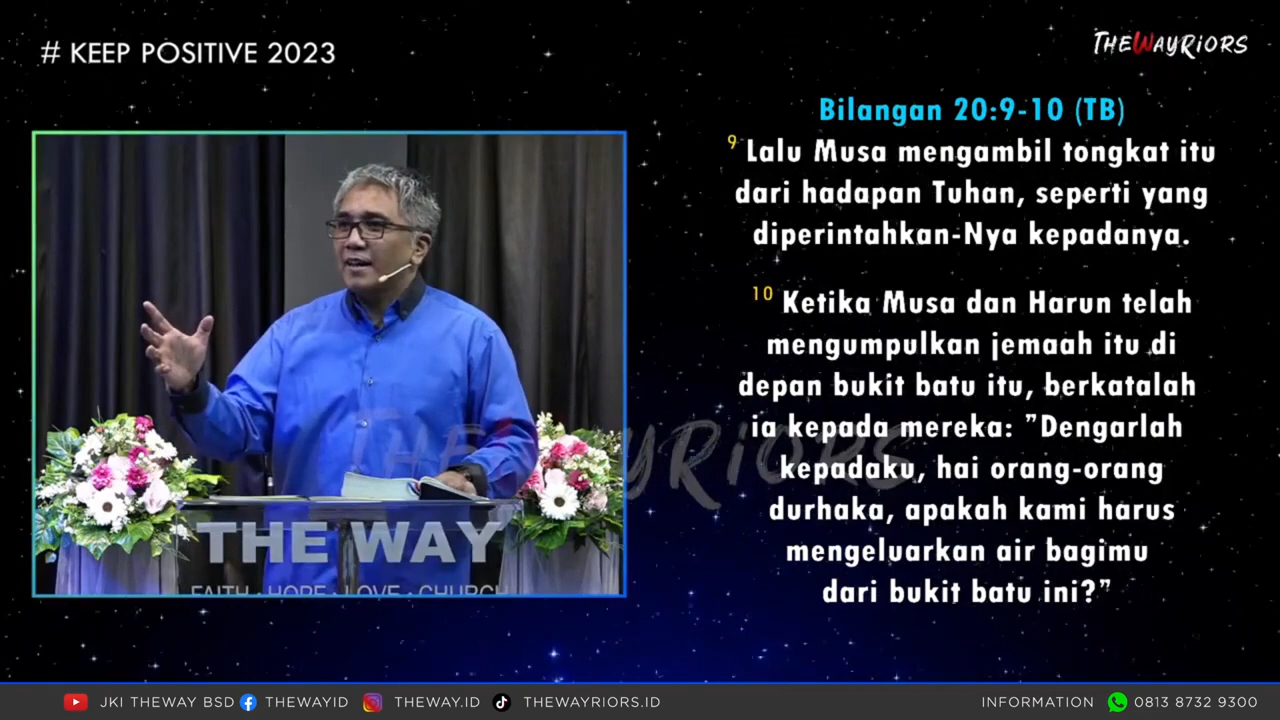 # KEEP POSITIVE 2023
THEWAYRIORS
Bilangan 20:9-10 (TB)
9 Lalu Musa mengambil tongkat itu
dari hadapan Tuhan, seperti yang
diperintahkan-Nya kepadanya.
10 Ketika Musa dan Harun telah
mengumpulkan jemaah itu di
depan bukit batu itu, berkatalah
ia kepada mereka: ”Dengarlah
kepadaku, hai orang-orang
durhaka, apakah kami harus
mengeluarkan air bagimu
dari bukit batu ini?”
THEWAYRIORS
THE WAY
FAITH · HOPE · LOVE · CHURCH
JKI THEWAY BSD THEWAYID THEWAY.ID THEWAYRIORS.ID INFORMATION 0813 8732 9300